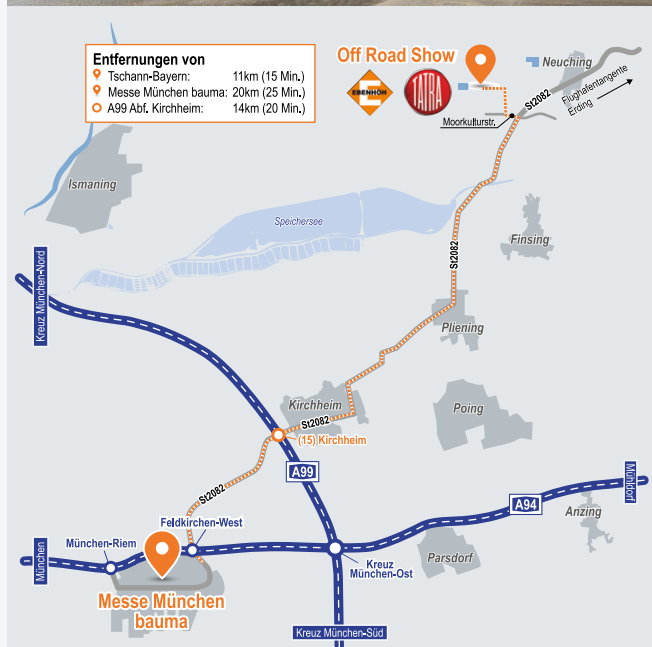 Entfernungen von
Tschann-Bayern: 11km (15 Min.)
Messe München bauma: 20km (25 Min.)
A99 Abf. Kirchheim: 14km (20 Min.)
Off Road Show
EBENHÖH
TATRA
Neuching
Flughafentangente
Erding
Moorkulturstr.
St2082
Ismaning
Speichersee
Finsing
St2082
Kreuz München-Nord
Pliening
Kirchheim
Poing
St2082
(15) Kirchheim
A99
St2082
Mühldorf
A94
Anzing
Feldkirchen-West
München-Riem
München
Kreuz
München-Ost
Parsdorf
Messe München
bauma
Kreuz München-Süd